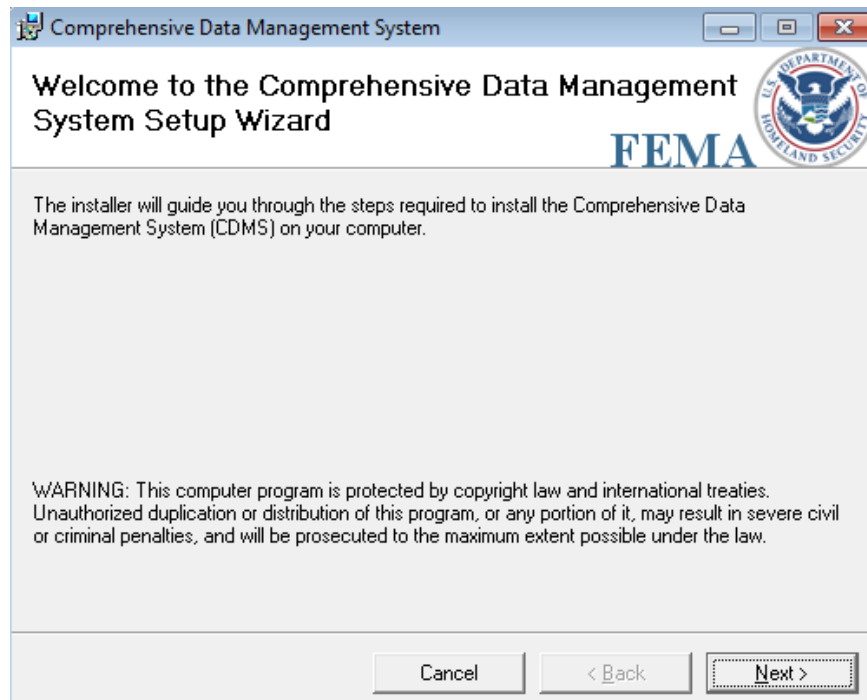 Comprehensive Data Management System
Welcome to the Comprehensive Data Management
System Setup Wizard
FEMA
U.S. DEPARTMENT OF
HOMELAND SECURITY
The installer will guide you through the steps required to install the Comprehensive Data
Management System (CDMS) on your computer.
WARNING: This computer program is protected by copyright law and international treaties.
Unauthorized duplication or distribution of this program, or any portion of it, may result in severe civil
or criminal penalties, and will be prosecuted to the maximum extent possible under the law.
Cancel
< Back
Next >